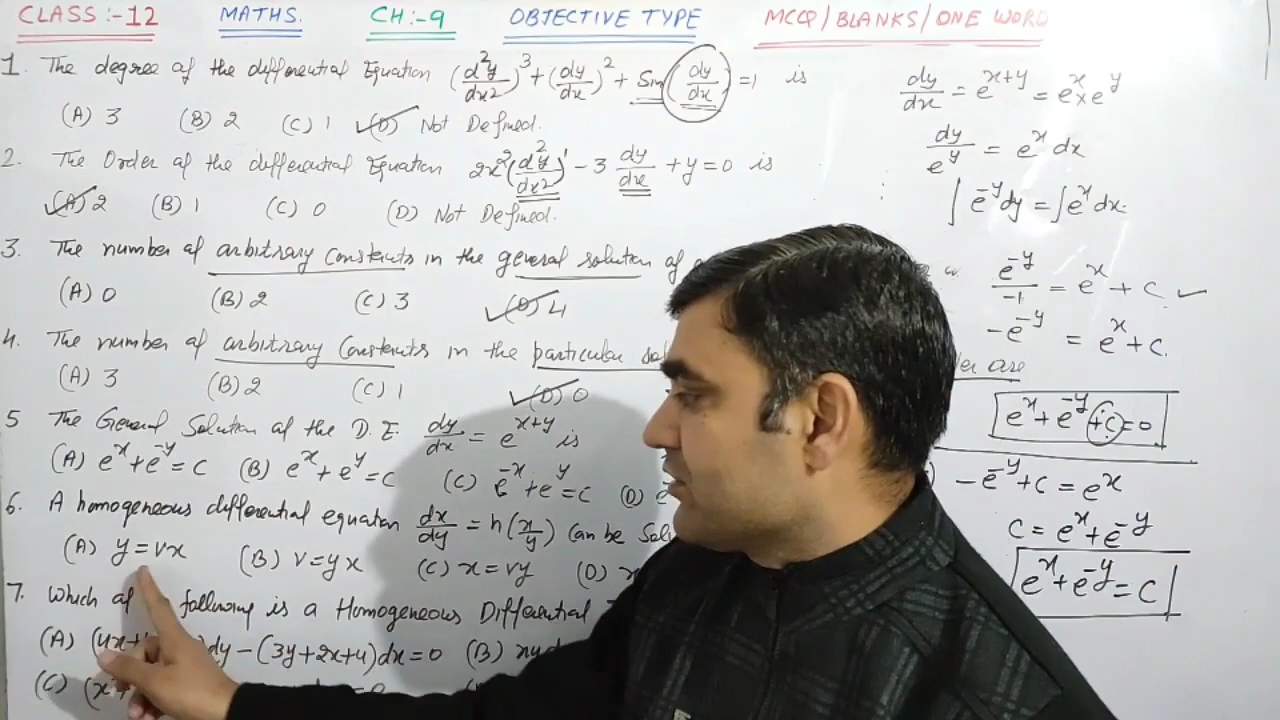 CLASS :- 12 MATHS. CH:- 9 OBJECTIVE TYPE MCQ/BLANKS/ONE WORD
1. The degree of the differential Equation (d²y/dx²)³ + (dy/dx)² + Sin(dy/dx) = 1 is
(A) 3 (B) 2 (C) 1 (D) Not Defined.
2. The Order of the differential Equation 2x²(d²y/dx²)¹ - 3 dy/dx + y = 0 is
(A) 2 (B) 1 (C) 0 (D) Not Defined.
3. The number of arbitrary Constants in the general solution of
(A) 0 (B) 2 (C) 3 (D) 4
4. The number of arbitrary Constants in the particular are
(A) 3 (B) 2 (C) 1 (D) 0
5 The General Solution of the D.E. dy/dx = e^(x+y) is
(A) e^x + e^-y = C (B) e^x + e^y = C (C) e^-x + e^y = C (D)
6. A homogeneous differential equation dx/dy = h(x/y) Can be
(A) y = vx (B) v = yx (C) x = vy (D)
7. Which of following is a Homogeneous Differential
(A) (4x+ dy - (3y+2x+4)dx = 0 (B)
(C)
dy/dx = e^(x+y) = e^x × e^y
dy/e^y = e^x dx
∫ e^-y dy = ∫ e^x dx.
e^-y/-1 = e^x + C ✓
-e^-y = e^x + C.
e^x + e^-y + C = 0
-e^-y + C = e^x
C = e^x + e^-y
e^x + e^-y = C